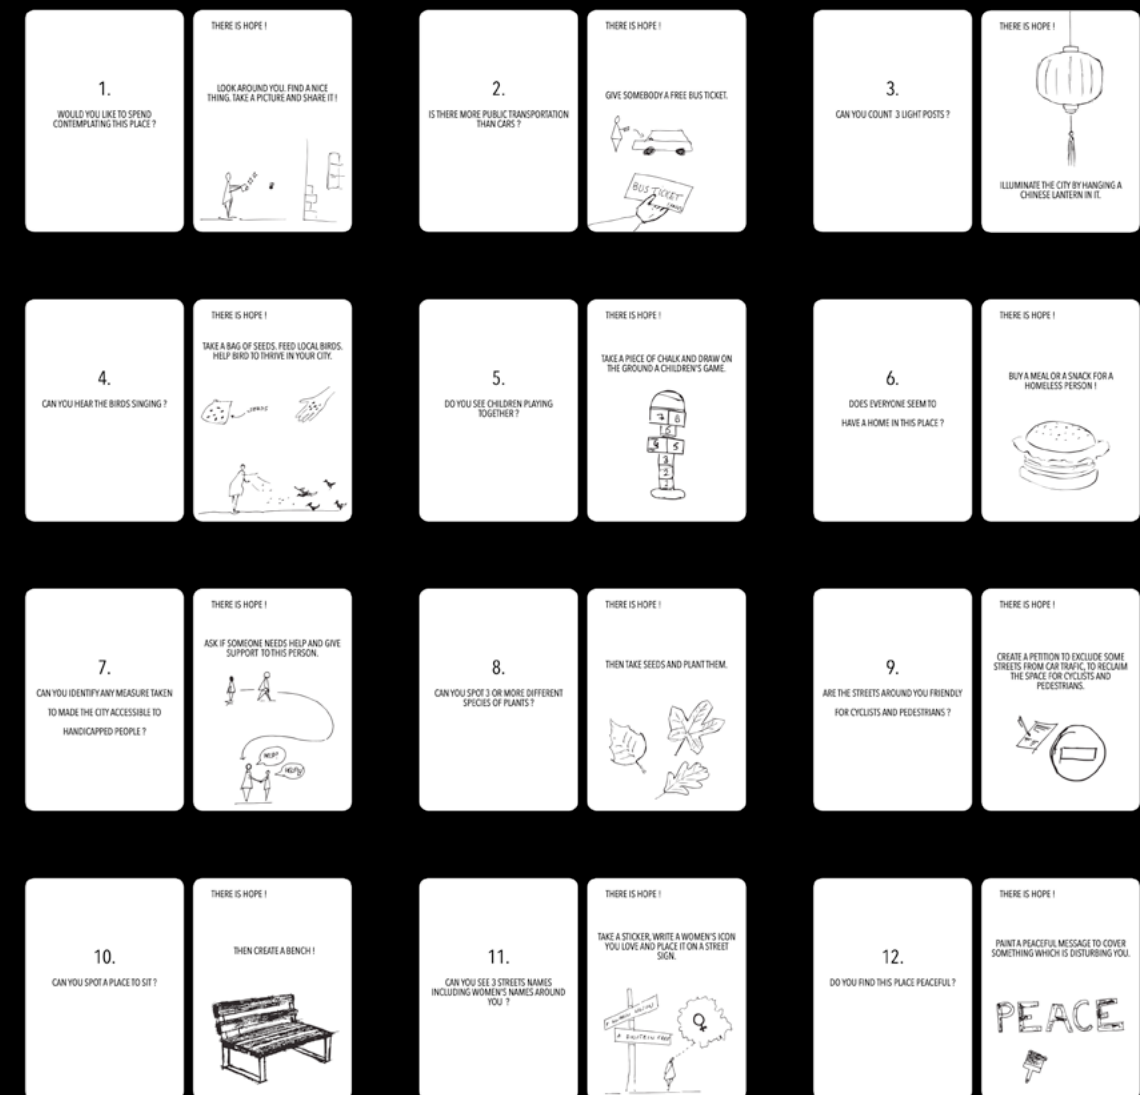 1.
WOULD YOU LIKE TO SPEND
CONTEMPLATING THIS PLACE ?
THERE IS HOPE !
LOOK AROUND YOU. FIND A NICE
THING. TAKE A PICTURE AND SHARE IT !
2.
IS THERE MORE PUBLIC TRANSPORTATION
THAN CARS ?
THERE IS HOPE !
GIVE SOMEBODY A FREE BUS TICKET.
BUS TICKET
3.
CAN YOU COUNT 3 LIGHT POSTS ?
THERE IS HOPE !
ILLUMINATE THE CITY BY HANGING A
CHINESE LANTERN IN IT.
4.
CAN YOU HEAR THE BIRDS SINGING ?
THERE IS HOPE !
TAKE A BAG OF SEEDS. FEED LOCAL BIRDS.
HELP BIRD TO THRIVE IN YOUR CITY.
SEEDS
5.
DO YOU SEE CHILDREN PLAYING
TOGETHER ?
THERE IS HOPE !
TAKE A PIECE OF CHALK AND DRAW ON
THE GROUND A CHILDREN'S GAME.
7 8
6
4 5
3
2
1
6.
DOES EVERYONE SEEM TO
HAVE A HOME IN THIS PLACE ?
THERE IS HOPE !
BUY A MEAL OR A SNACK FOR A
HOMELESS PERSON !
7.
CAN YOU IDENTIFY ANY MEASURE TAKEN
TO MADE THE CITY ACCESSIBLE TO
HANDICAPPED PEOPLE ?
THERE IS HOPE !
ASK IF SOMEONE NEEDS HELP AND GIVE
SUPPORT TO THIS PERSON.
HELP?
8.
CAN YOU SPOT 3 OR MORE DIFFERENT
SPECIES OF PLANTS ?
THERE IS HOPE !
THEN TAKE SEEDS AND PLANT THEM.
9.
ARE THE STREETS AROUND YOU FRIENDLY
FOR CYCLISTS AND PEDESTRIANS ?
THERE IS HOPE !
CREATE A PETITION TO EXCLUDE SOME
STREETS FROM CAR TRAFIC, TO RECLAIM
THE SPACE FOR CYCLISTS AND
PEDESTRIANS.
10.
CAN YOU SPOT A PLACE TO SIT ?
THERE IS HOPE !
THEN CREATE A BENCH !
11.
CAN YOU SEE 3 STREETS NAMES
INCLUDING WOMEN'S NAMES AROUND
YOU ?
THERE IS HOPE !
TAKE A STICKER, WRITE A WOMEN'S ICON
YOU LOVE AND PLACE IT ON A STREET
SIGN.
12.
DO YOU FIND THIS PLACE PEACEFUL ?
THERE IS HOPE !
PAINT A PEACEFUL MESSAGE TO COVER
SOMETHING WHICH IS DISTURBING YOU.
PEACE